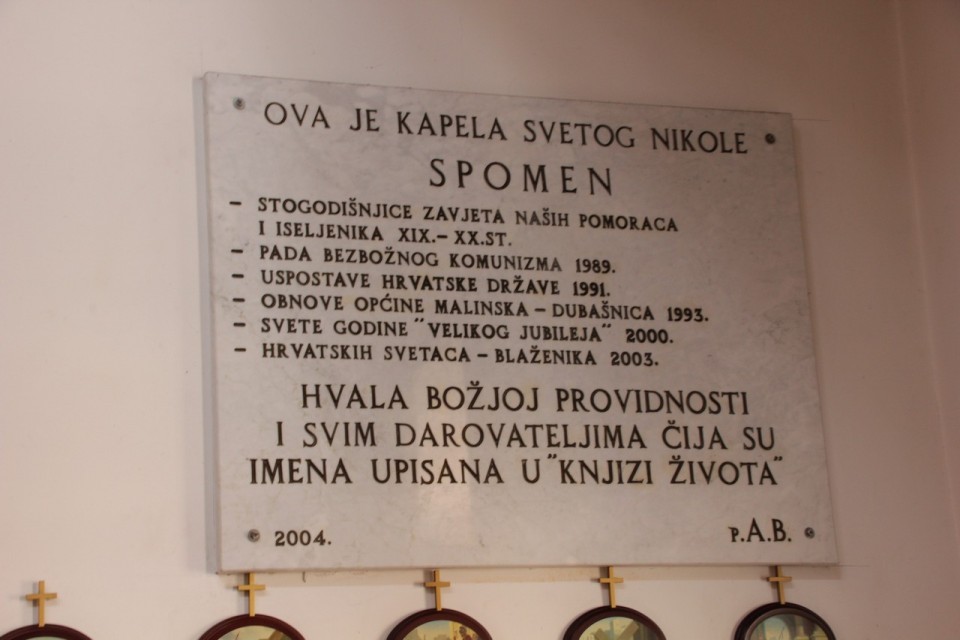 OVA JE KAPELA SVETOG NIKOLE
SPOMEN
- STOGODIŠNJICE ZAVJETA NAŠIH POMORACA
I ISELJENIKA XIX.- XX.ST.
- PADA BEZBOŽNOG KOMUNIZMA 1989.
- USPOSTAVE HRVATSKE DRŽAVE 1991.
- OBNOVE OPĆINE MALINSKA - DUBAŠNICA 1993.
- SVETE GODINE "VELIKOG JUBILEJA" 2000.
- HRVATSKIH SVETACA - BLAŽENIKA 2003.
HVALA BOŽJOJ PROVIDNOSTI
I SVIM DAROVATELJIMA ČIJA SU
IMENA UPISANA U "KNJIZI ŽIVOTA"
2004. P.A.B.